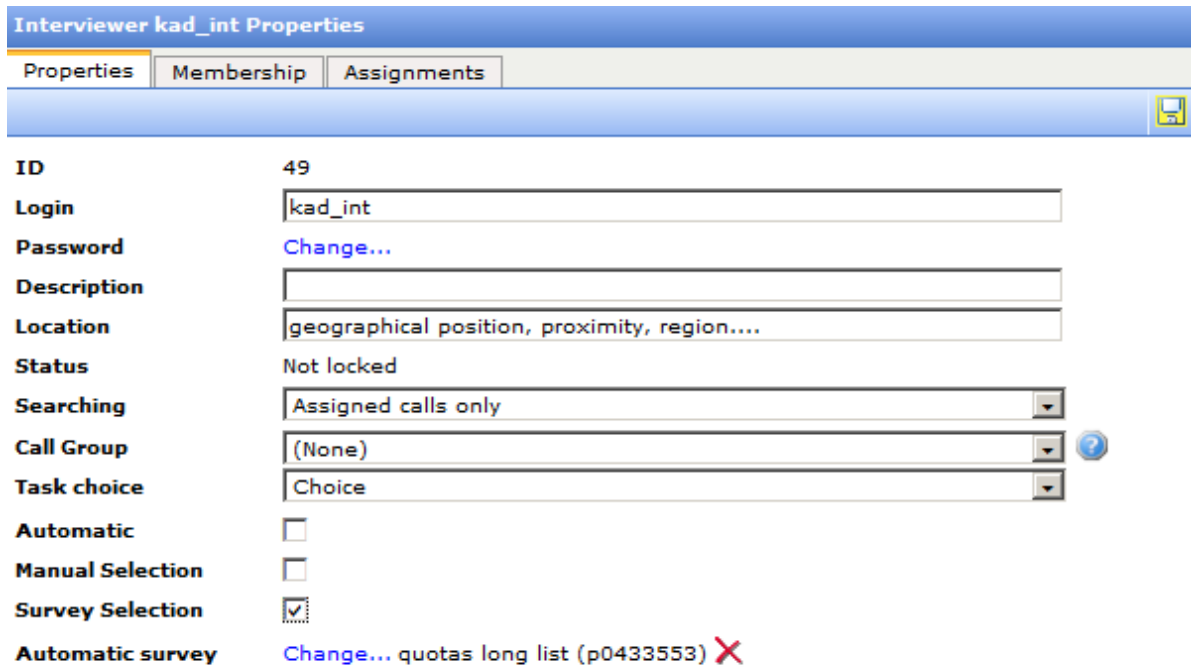 Interviewer kad_int Properties
Properties Membership Assignments
ID 49
Login kad_int
Password Change...
Description
Location geographical position, proximity, region....
Status Not locked
Searching Assigned calls only
Call Group (None) ?
Task choice Choice
Automatic
Manual Selection
Survey Selection
Automatic survey Change... quotas long list (p0433553)